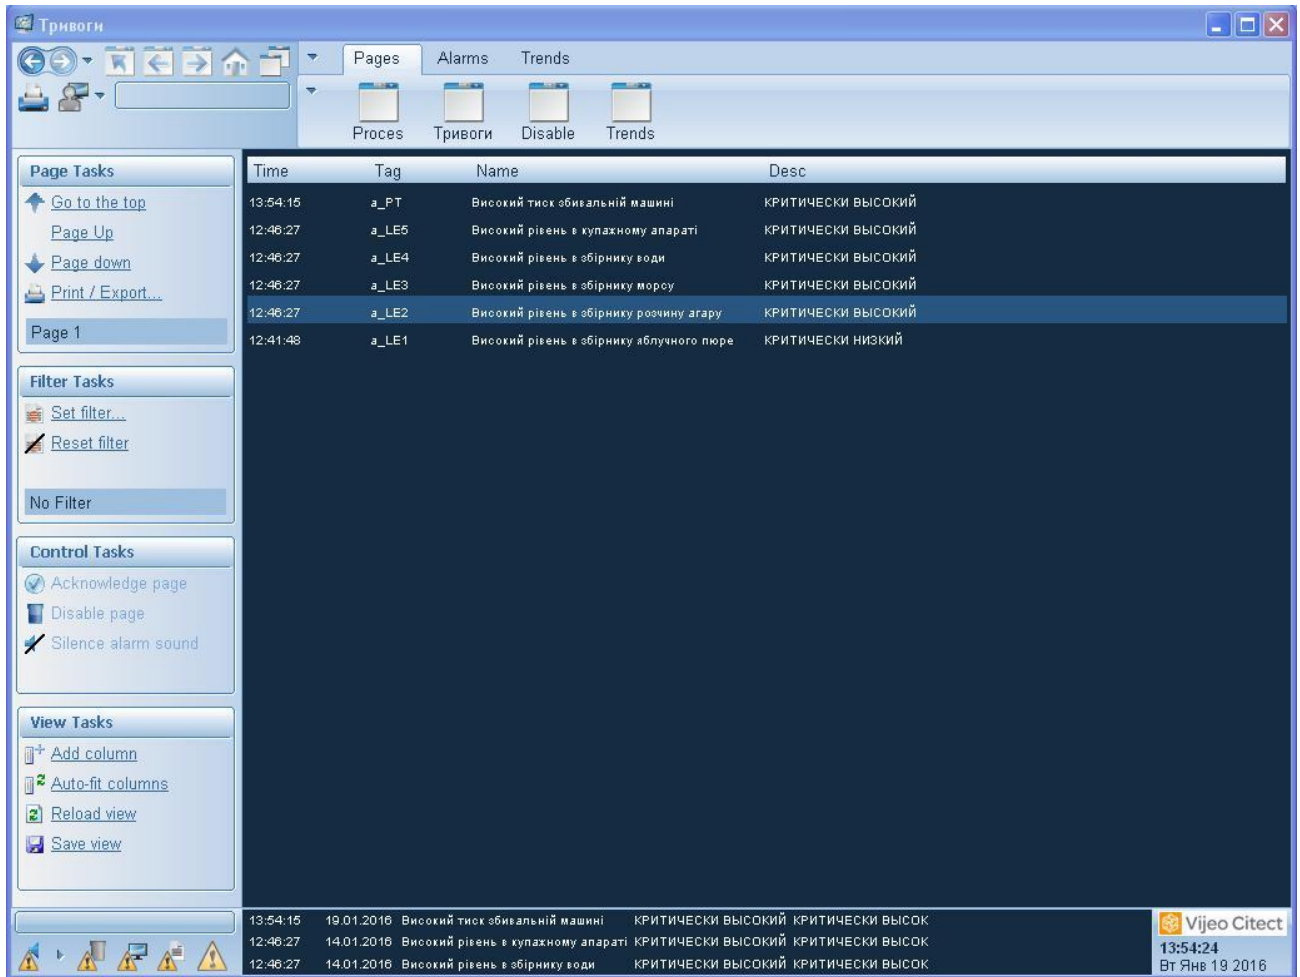 Тривоги
Pages Alarms Trends
Proces Тривоги Disable Trends
Page Tasks
Go to the top
Page Up
Page down
Print / Export...
Page 1
Filter Tasks
Set filter...
Reset filter
No Filter
Control Tasks
Acknowledge page
Disable page
Silence alarm sound
View Tasks
Add column
Auto-fit columns
Reload view
Save view
Time Tag Name Desc
13:54:15 a_PT Високий тиск збивальній машині КРИТИЧЕСКИ ВЫСОКИЙ
12:46:27 a_LE5 Високий рівень в купажному апараті КРИТИЧЕСКИ ВЫСОКИЙ
12:46:27 a_LE4 Високий рівень в збірнику води КРИТИЧЕСКИ ВЫСОКИЙ
12:46:27 a_LE3 Високий рівень в збірнику морсу КРИТИЧЕСКИ ВЫСОКИЙ
12:46:27 a_LE2 Високий рівень в збірнику розчину агару КРИТИЧЕСКИ ВЫСОКИЙ
12:41:48 a_LE1 Високий рівень в збірнику яблучного пюре КРИТИЧЕСКИ НИЗКИЙ
13:54:15 19.01.2016 Високий тиск збивальній машині КРИТИЧЕСКИ ВЫСОКИЙ КРИТИЧЕСКИ ВЫСОК
12:46:27 14.01.2016 Високий рівень в купажному апараті КРИТИЧЕСКИ ВЫСОКИЙ КРИТИЧЕСКИ ВЫСОК
12:46:27 14.01.2016 Високий рівень в збірнику води КРИТИЧЕСКИ ВЫСОКИЙ КРИТИЧЕСКИ ВЫСОК
Vijeo Citect
13:54:24
Вт Янв 19 2016